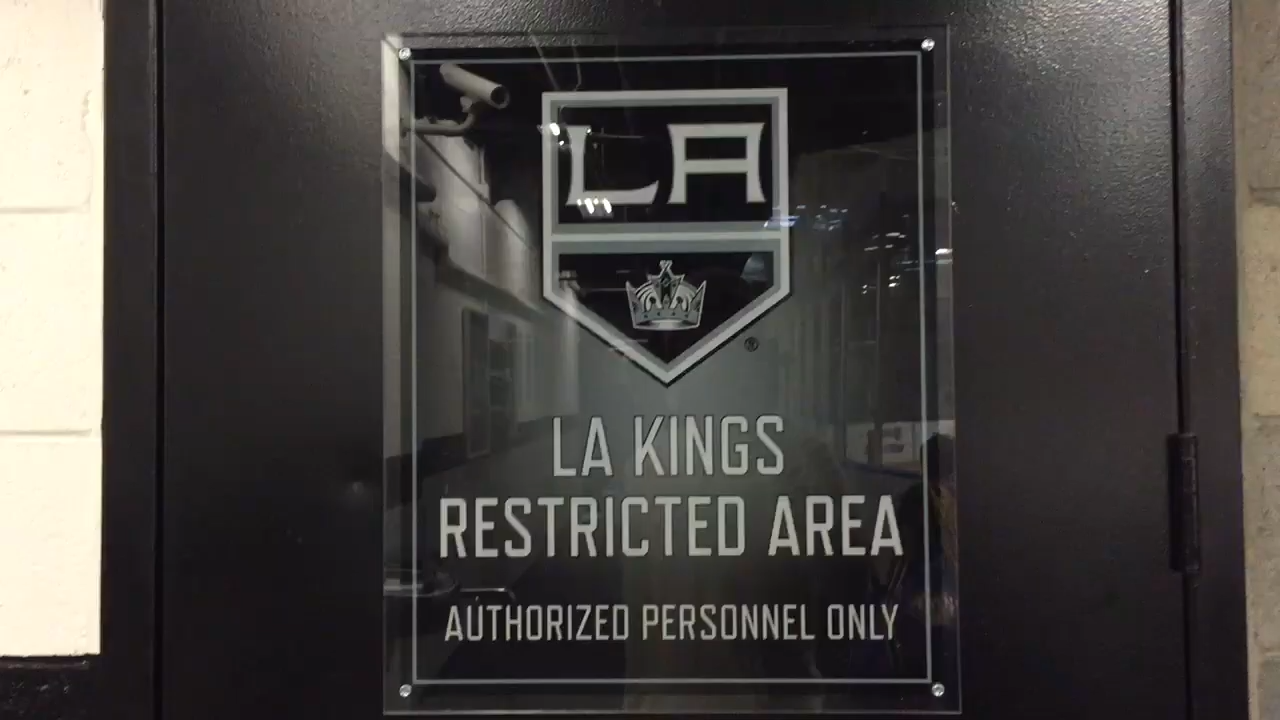 LA
®
LA KINGS
RESTRICTED AREA
AUTHORIZED PERSONNEL ONLY